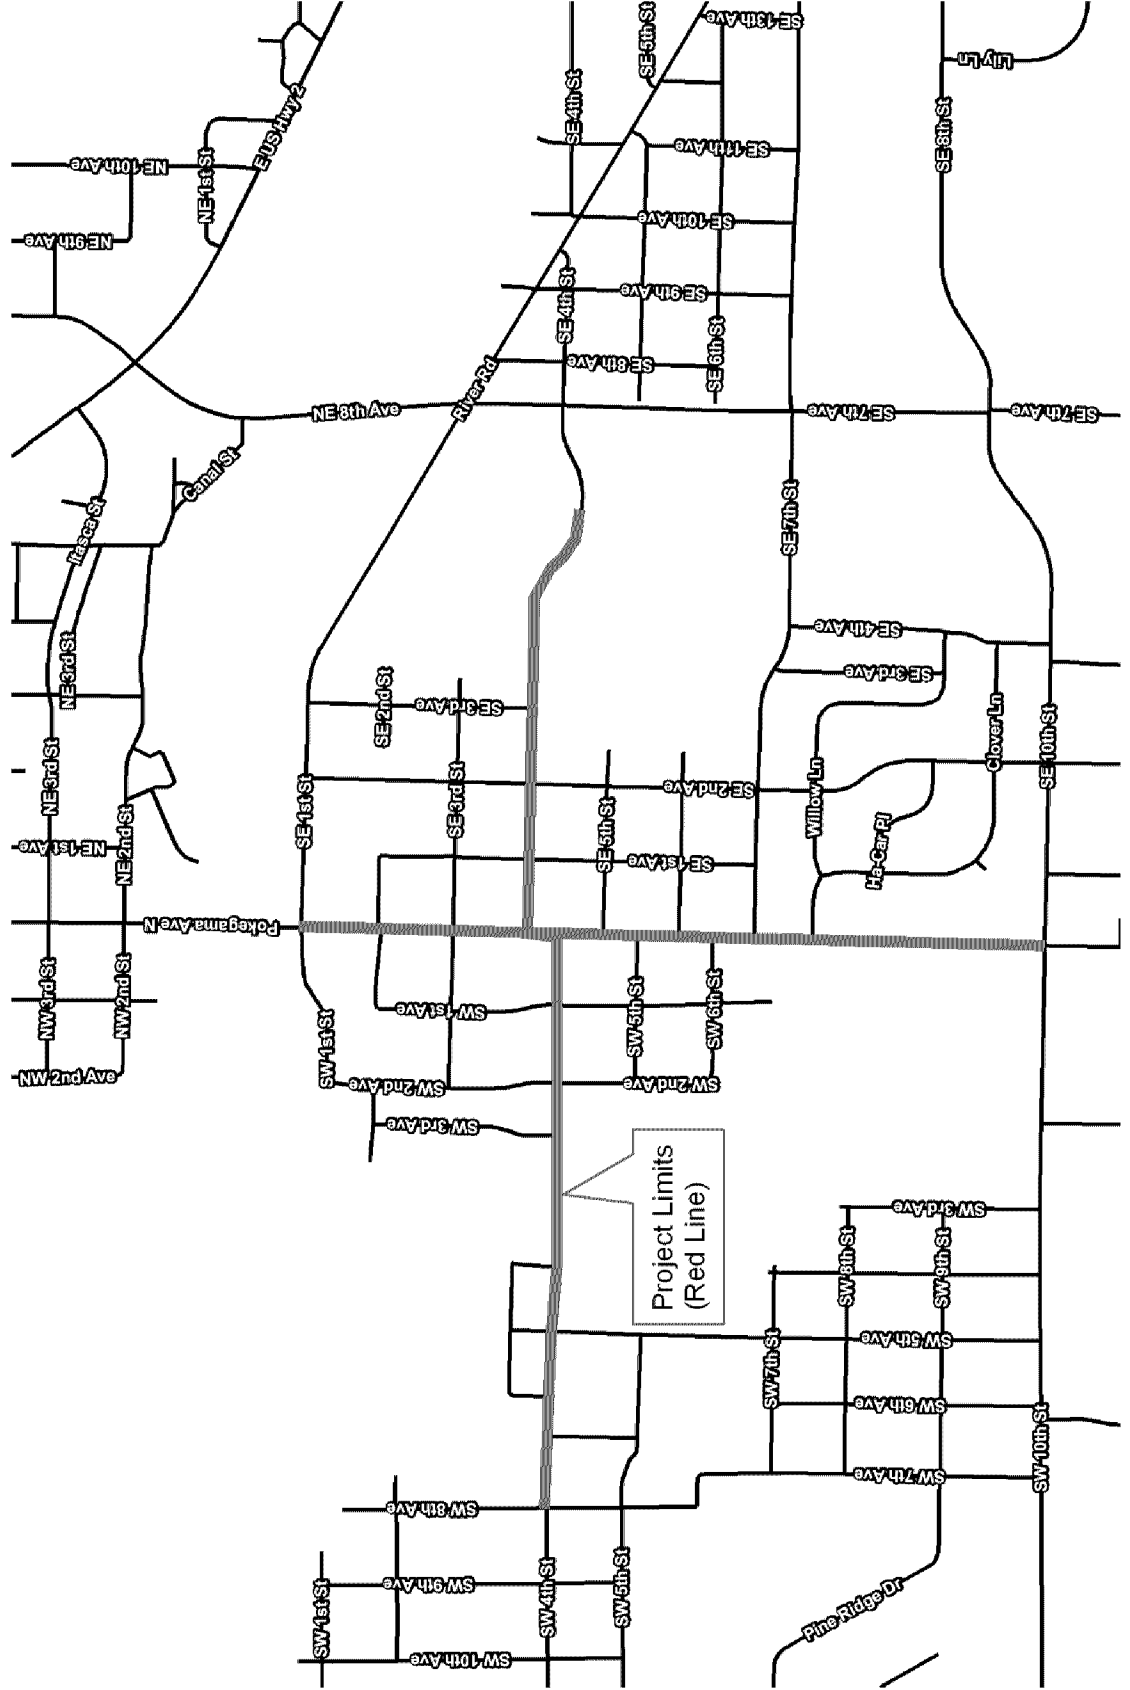 SE 13th Ave
SE 5th St
Lily Ln
SE 4th St
E US Hwy 2
SE 8th St
SE 11th Ave
NE 10th Ave
NE 1st St
SE 10th Ave
NE 9th Ave
SE 9th Ave
SE 4th St
SE 6th St
SE 8th Ave
River Rd
NE 8th Ave
SE 7th Ave
SE 7th Ave
Canal St
Itasca St
SE 7th St
SE 4th Ave
NE 3rd St
SE 3rd Ave
SE 2nd St
SE 3rd Ave
Clover Ln
SE 10th St
NE 3rd St
SE 2nd Ave
Willow Ln
SE 3rd St
SE 1st St
SE 5th St
NE 1st Ave
NE 2nd St
SE 1st Ave
Ha-Car Pl
Pokegama Ave N
NW 3rd St
NW 2nd St
SW 1st Ave
SW 5th St
SW 6th St
SW 1st St
NW 2nd Ave
SW 2nd Ave
SW 2nd Ave
SW 3rd Ave
Project Limits
(Red Line)
SW 3rd Ave
SW 8th St
SW 9th St
SW 5th Ave
SW 7th St
SW 6th Ave
SW 10th St
SW 7th Ave
SW 8th Ave
SW 9th Ave
SW 4th St
SW 5th St
SW 1st St
Pine Ridge Dr
SW 10th Ave